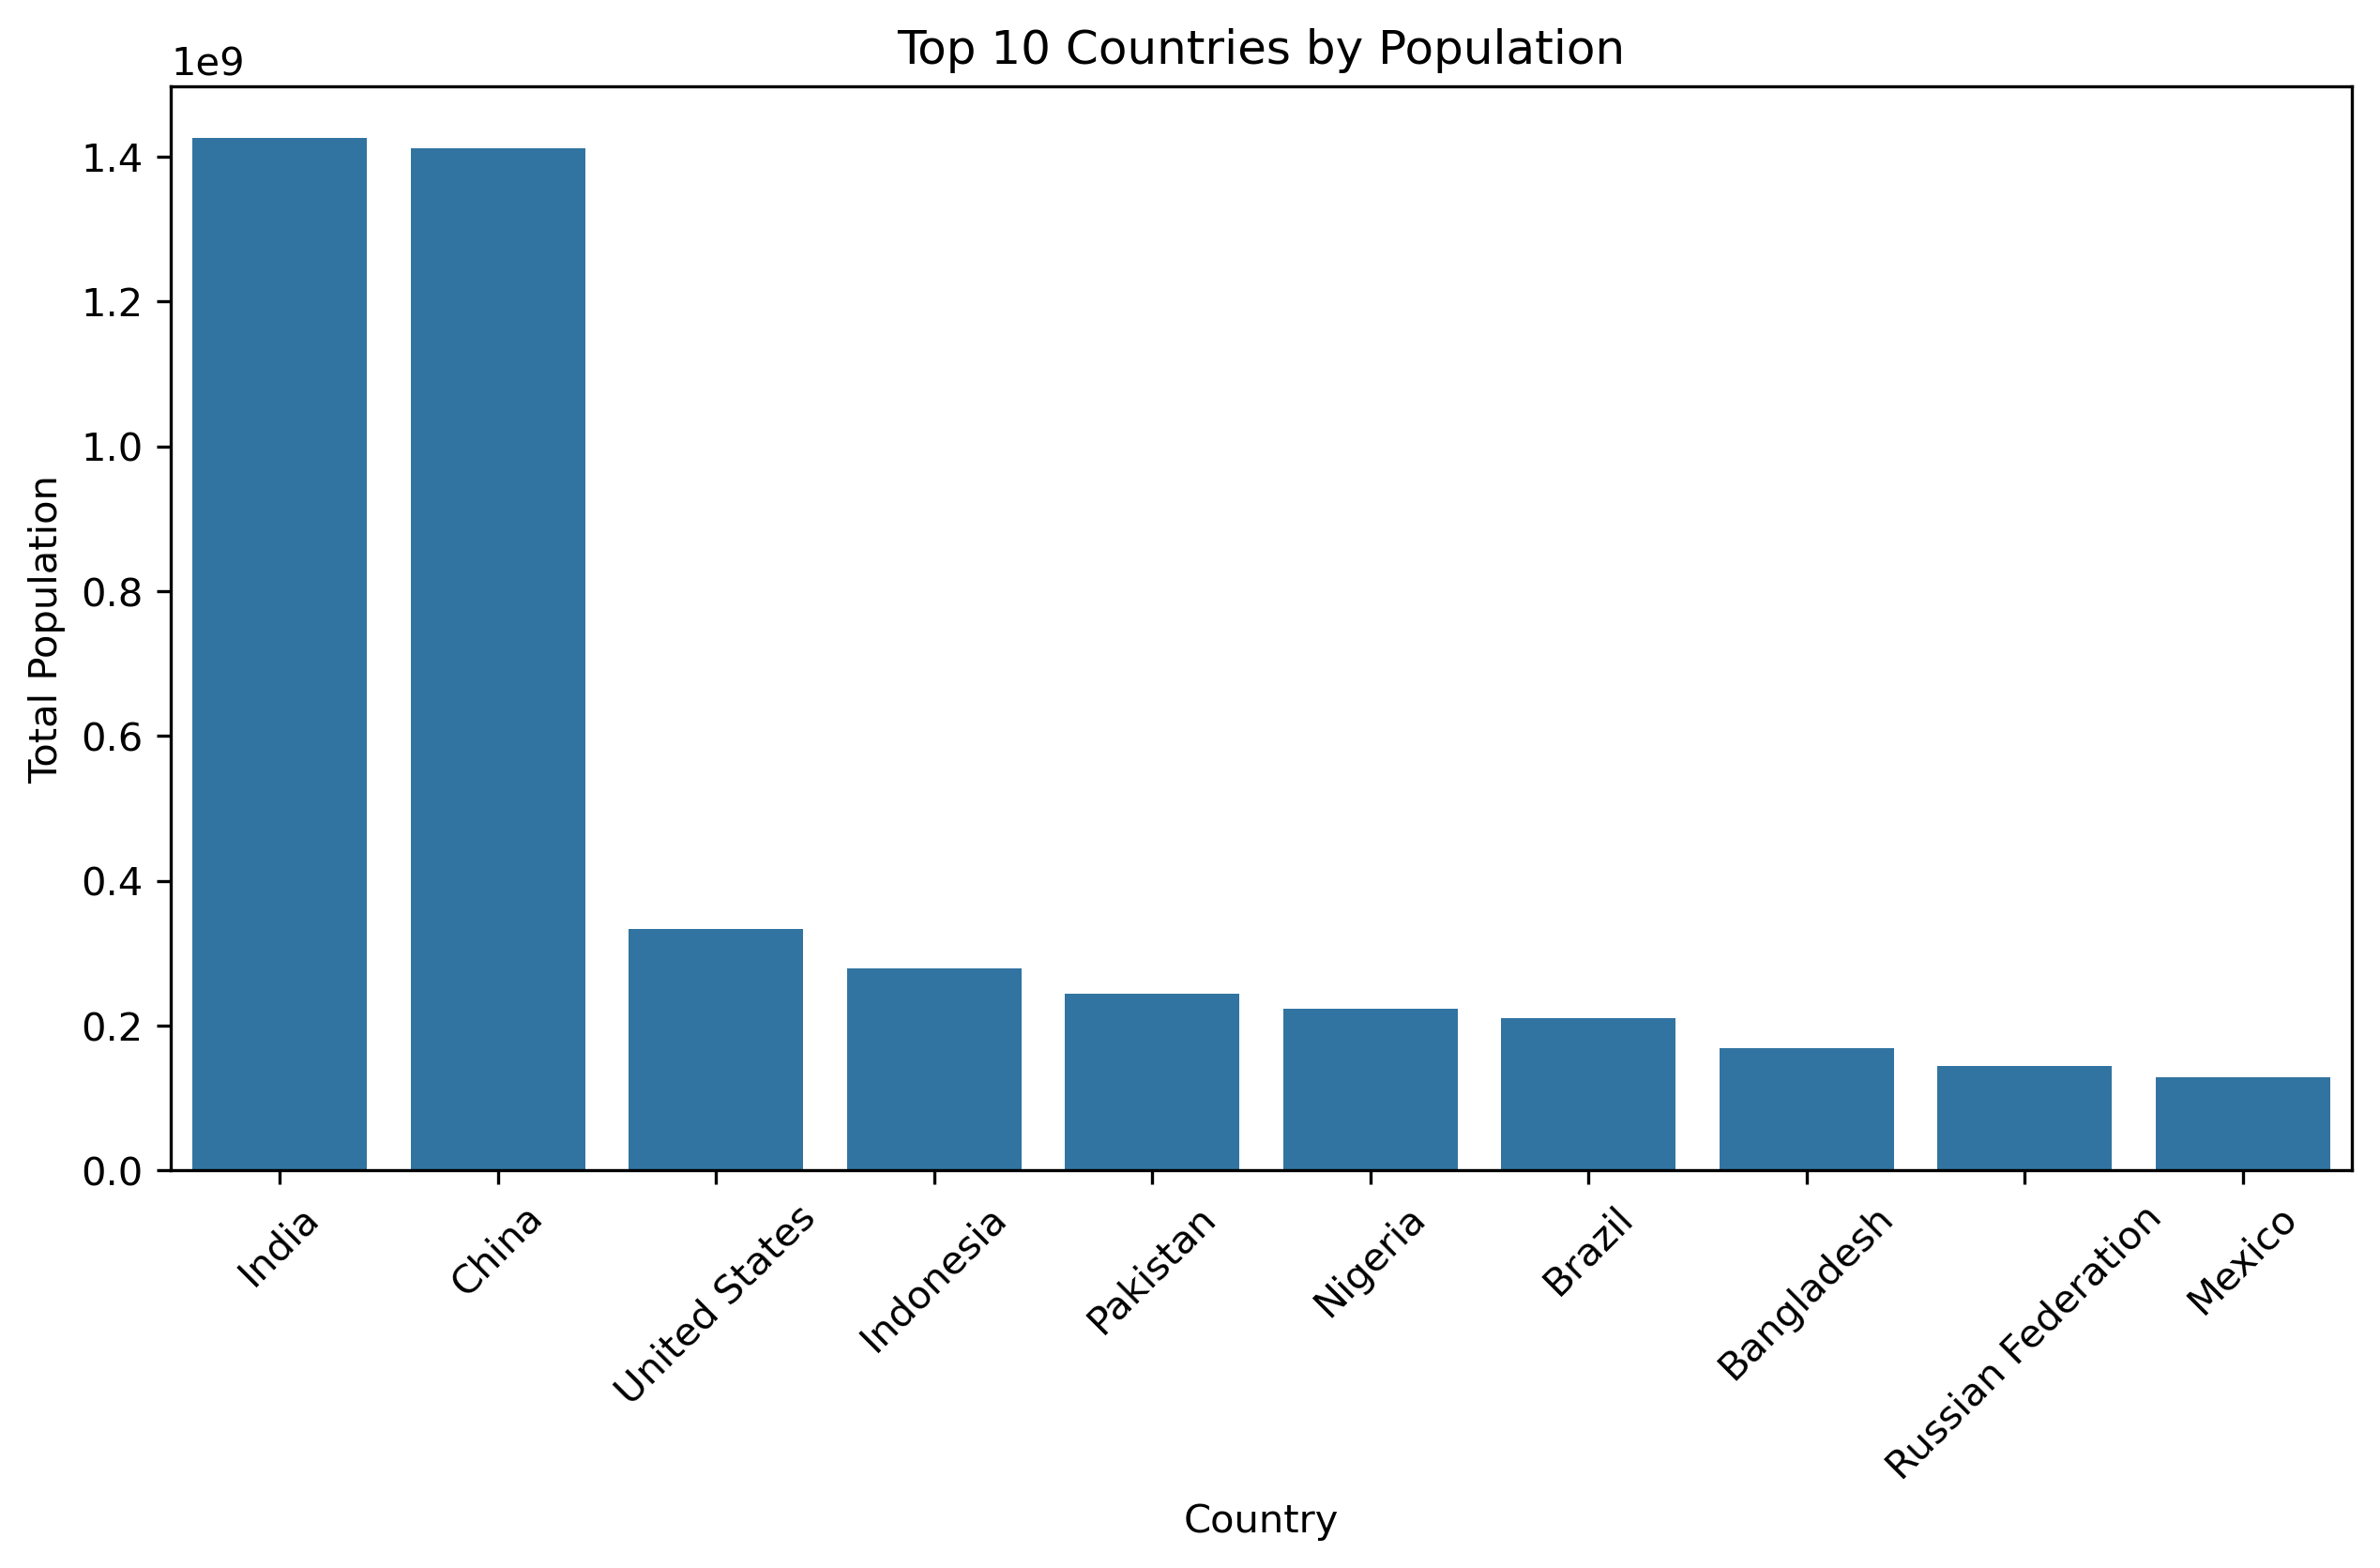 Top 10 Countries by Population
1e9
1.4
1.2
1.0
0.8
0.6
0.4
0.2
0.0
Total Population
India
China
United States
Indonesia
Pakistan
Nigeria
Brazil
Bangladesh
Russian Federation
Mexico
Country